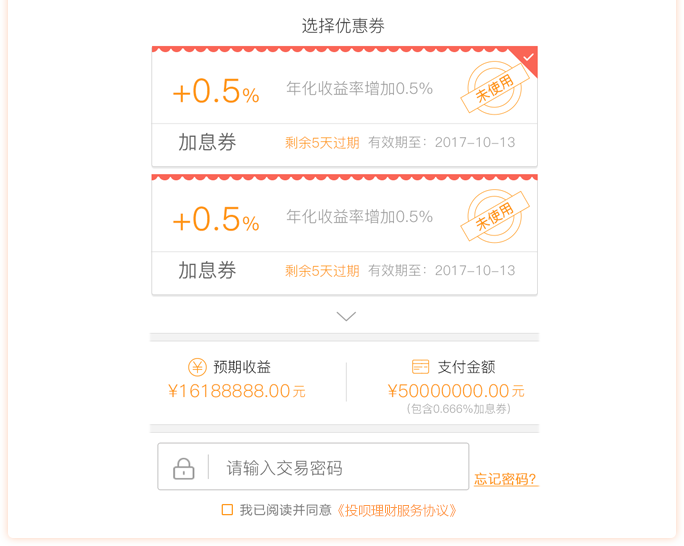 选择优惠券
+0.5% 年化收益率增加0.5% 未使用
加息券 剩余5天过期 有效期至：2017-10-13
+0.5% 年化收益率增加0.5% 未使用
加息券 剩余5天过期 有效期至：2017-10-13
预期收益 支付金额
¥16188888.00元 ¥50000000.00元
(包含0.666%加息券)
请输入交易密码 忘记密码?
我已阅读并同意《投呗理财服务协议》